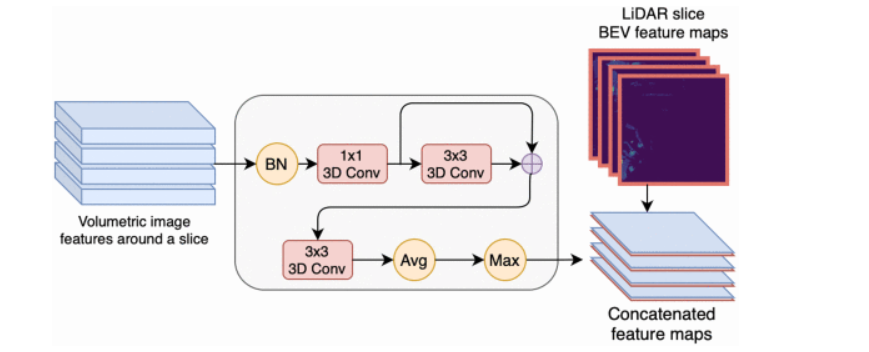 LiDAR slice
BEV feature maps
BN
1x1
3D Conv
3x3
3D Conv
Volumetric image
features around a slice
3x3
3D Conv
Avg
Max
Concatenated
feature maps